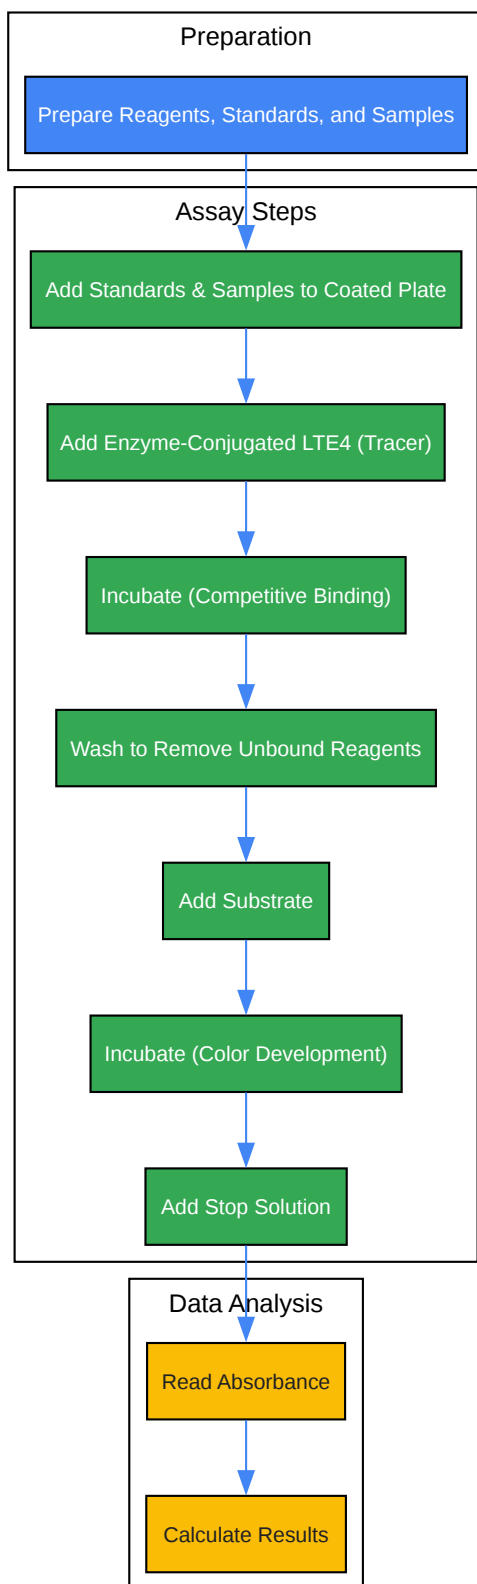 Preparation
Prepare Reagents, Standards, and Samples
Assay Steps
Add Standards & Samples to Coated Plate
Add Enzyme-Conjugated LTE4 (Tracer)
Incubate (Competitive Binding)
Wash to Remove Unbound Reagents
Add Substrate
Incubate (Color Development)
Add Stop Solution
Data Analysis
Read Absorbance
Calculate Results